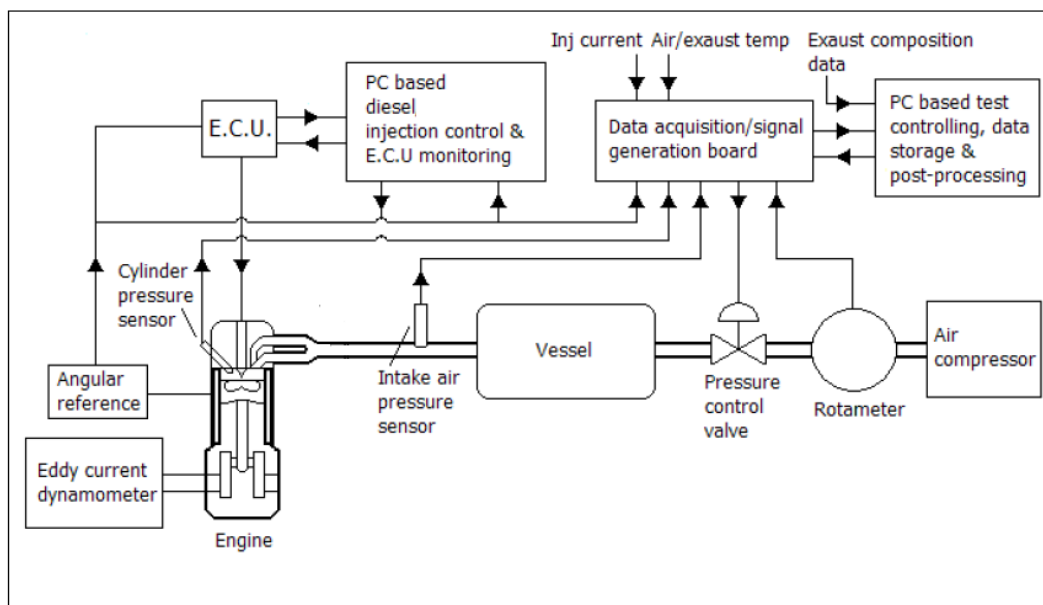 Inj current
Air/exaust temp
Exaust composition
data
PC based
diesel
injection control &
E.C.U monitoring
E.C.U.
Data acquisition/signal
generation board
PC based test
controlling, data
storage &
post-processing
Cylinder
pressure
sensor
Vessel
Air
compressor
Angular
reference
Intake air
pressure
sensor
Pressure
control
valve
Rotameter
Eddy current
dynamometer
Engine